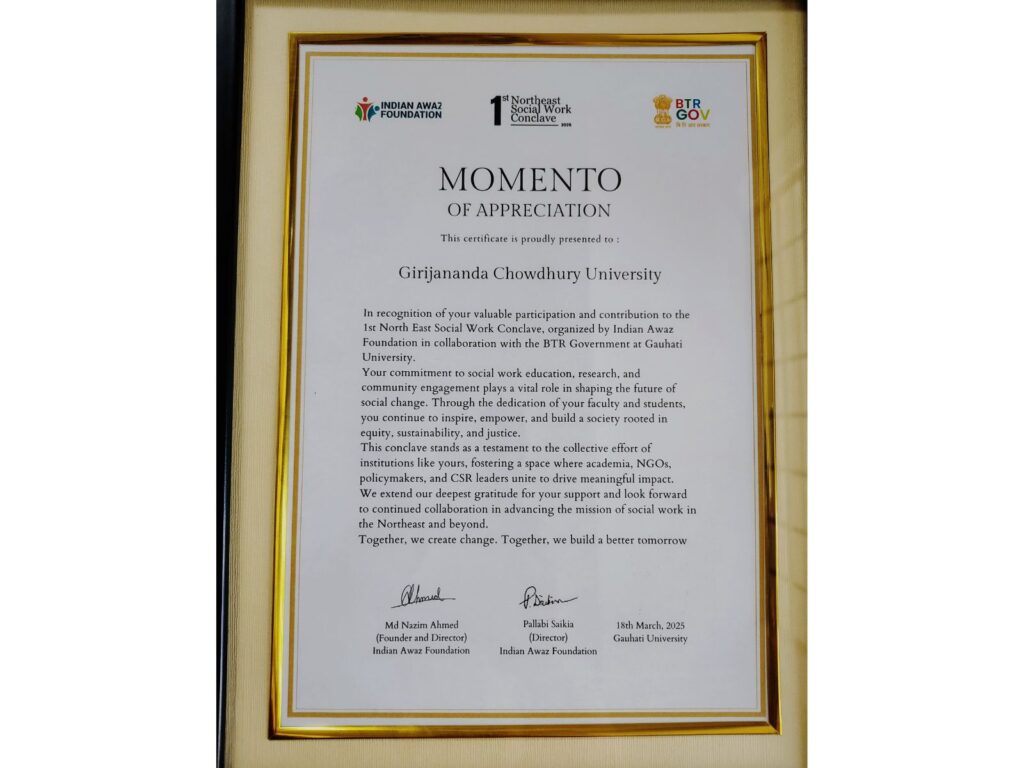 INDIAN AWAZ
FOUNDATION
1st Northeast
Social Work
Conclave
2025
BTR
GOV
MOMENTO
OF APPRECIATION
This certificate is proudly presented to :
Girijananda Chowdhury University
In recognition of your valuable participation and contribution to the
1st North East Social Work Conclave, organized by Indian Awaz
Foundation in collaboration with the BTR Government at Gauhati
University.
Your commitment to social work education, research, and
community engagement plays a vital role in shaping the future of
social change. Through the dedication of your faculty and students,
you continue to inspire, empower, and build a society rooted in
equity, sustainability, and justice.
This conclave stands as a testament to the collective effort of
institutions like yours, fostering a space where academia, NGOs,
policymakers, and CSR leaders unite to drive meaningful impact.
We extend our deepest gratitude for your support and look forward
to continued collaboration in advancing the mission of social work in
the Northeast and beyond.
Together, we create change. Together, we build a better tomorrow
Md Nazim Ahmed
(Founder and Director)
Indian Awaz Foundation
Pallabi Saikia
(Director)
Indian Awaz Foundation
18th March, 2025
Gauhati University